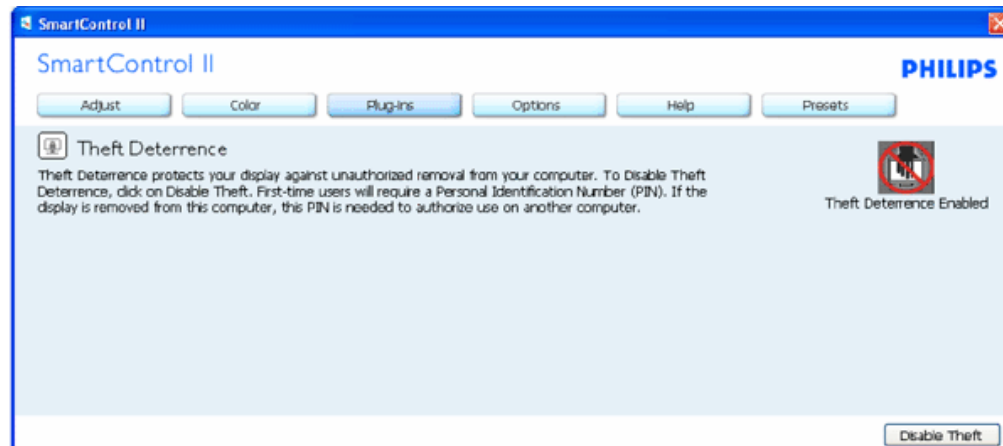 SmartControl II
SmartControl II
PHILIPS
Adjust Color Plug-Ins Options Help Presets
Theft Deterrence
Theft Deterrence protects your display against unauthorized removal from your computer. To Disable Theft
Deterrence, click on Disable Theft. First-time users will require a Personal Identification Number (PIN). If the
display is removed from this computer, this PIN is needed to authorize use on another computer.
Theft Deterrence Enabled
Disable Theft